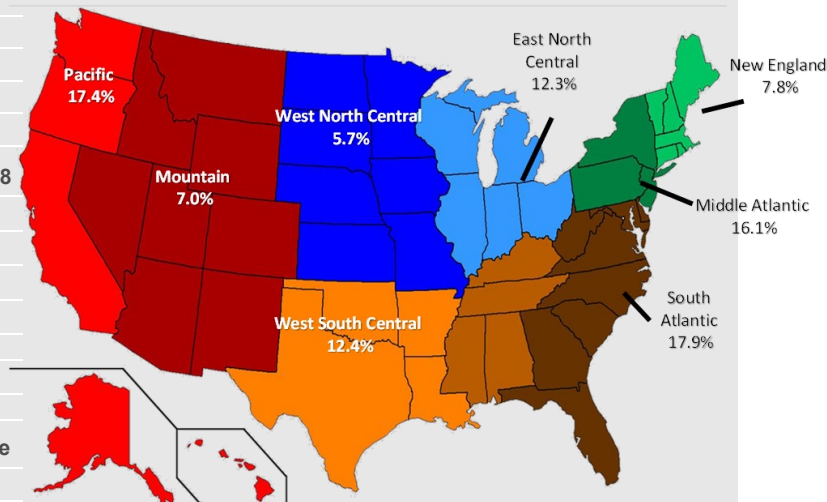 East North
Central
12.3%
New England
7.8%
Pacific
17.4%
West North Central
5.7%
8
Mountain
7.0%
Middle Atlantic
16.1%
South
Atlantic
17.9%
West South Central
12.4%
e